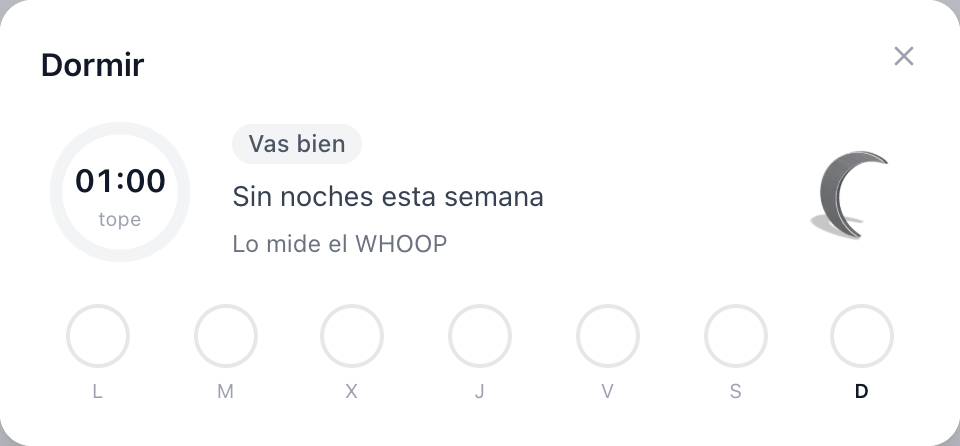 Dormir
01:00
tope
Vas bien
Sin noches esta semana
Lo mide el WHOOP
L M X J V S D